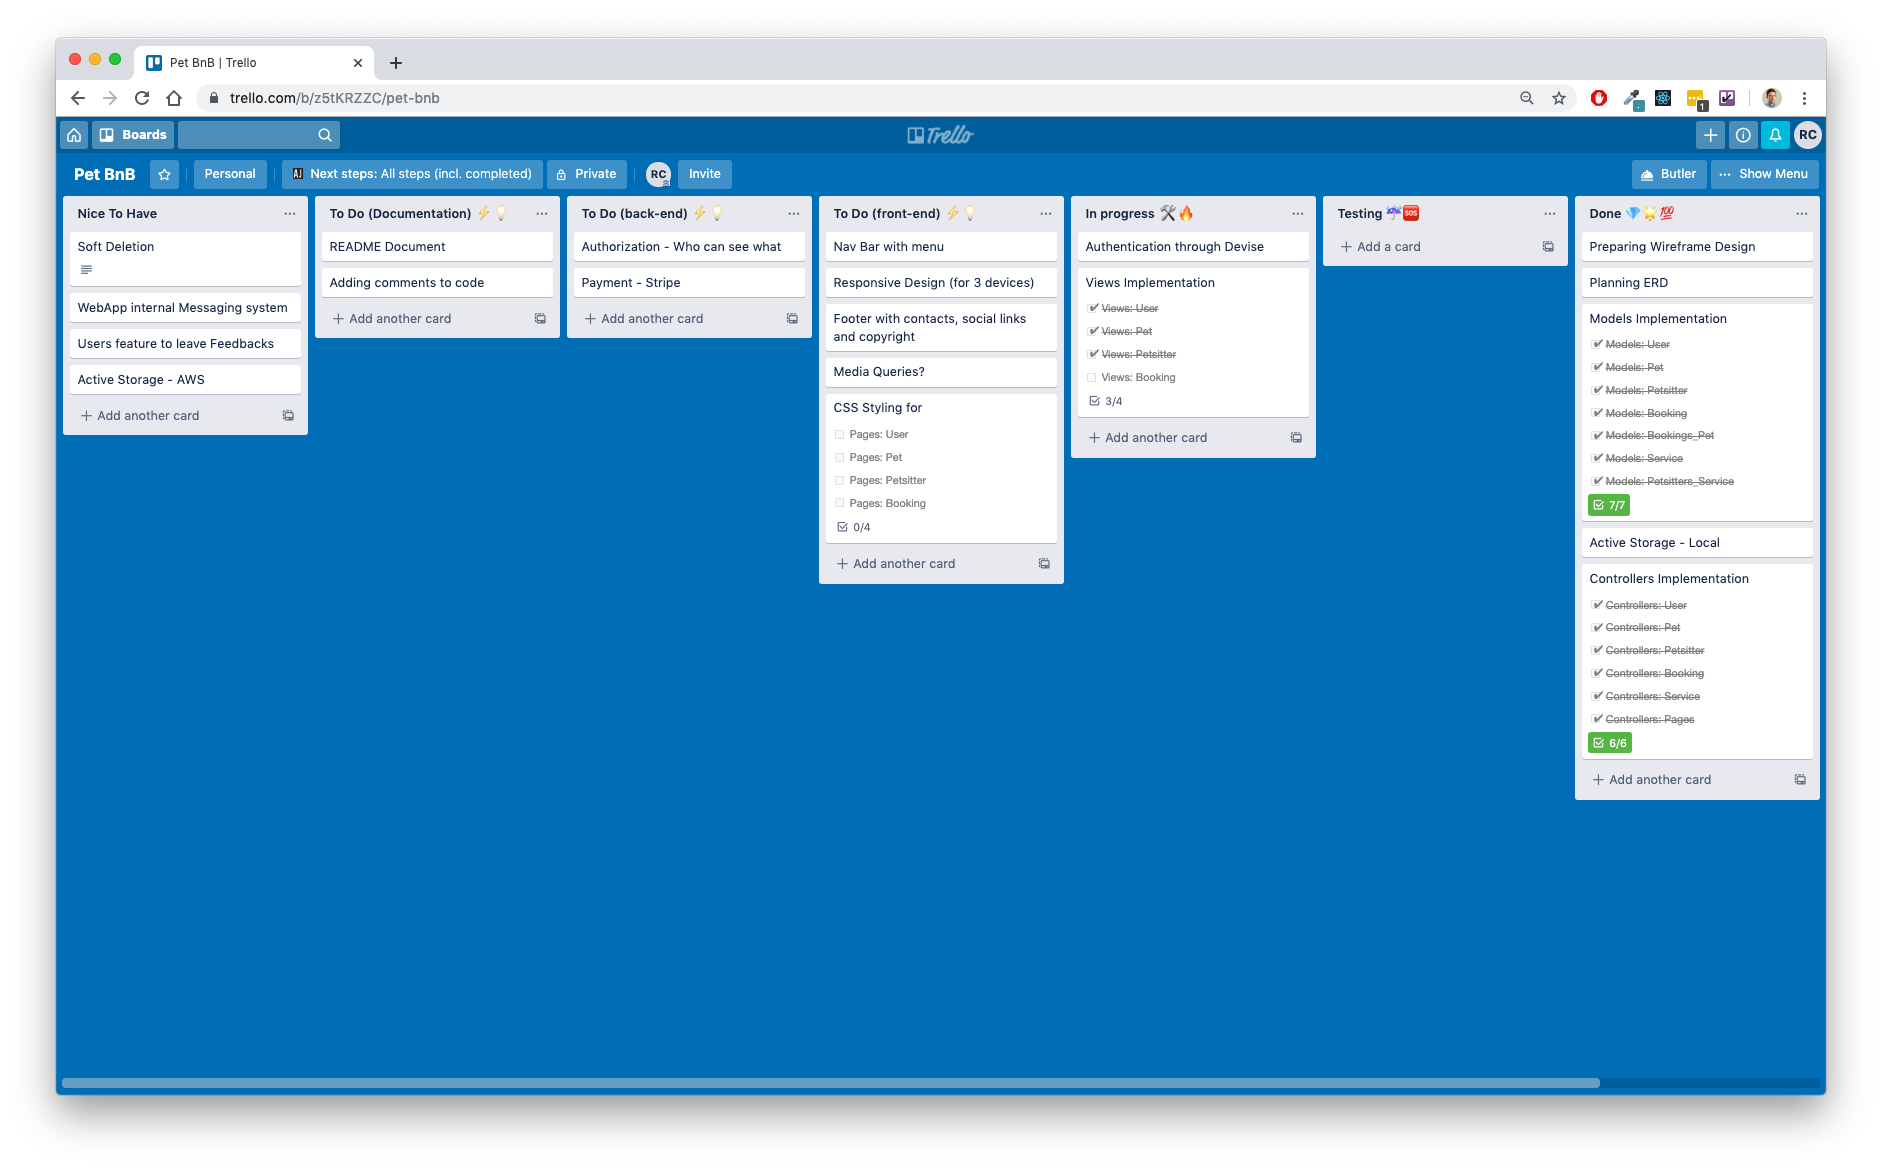 Pet BnB | Trello
trello.com/b/z5tKRZZC/pet-bnb
1
Boards
Trello
RC
Pet BnB
Personal
AJ Next steps: All steps (incl. completed)
Private
RC
Invite
Butler
Show Menu
Nice To Have
Soft Deletion
WebApp internal Messaging system
Users feature to leave Feedbacks
Active Storage - AWS
Add another card
To Do (Documentation) ⚡💡
README Document
Adding comments to code
Add another card
To Do (back-end) ⚡💡
Authorization - Who can see what
Payment - Stripe
Add another card
To Do (front-end) ⚡💡
Nav Bar with menu
Responsive Design (for 3 devices)
Footer with contacts, social links
and copyright
Media Queries?
CSS Styling for
Pages: User
Pages: Pet
Pages: Petsitter
Pages: Booking
0/4
Add another card
In progress 🛠🔥
Authentication through Devise
Views Implementation
Views: User
Views: Pet
Views: Petsitter
Views: Booking
3/4
Add another card
Testing ☔🆘
Add a card
Done 💎🌟💯
Preparing Wireframe Design
Planning ERD
Models Implementation
Models: User
Models: Pet
Models: Petsitter
Models: Booking
Models: Bookings_Pet
Models: Service
Models: Petsitters_Service
7/7
Active Storage - Local
Controllers Implementation
Controllers: User
Controllers: Pet
Controllers: Petsitter
Controllers: Booking
Controllers: Service
Controllers: Pages
6/6
Add another card